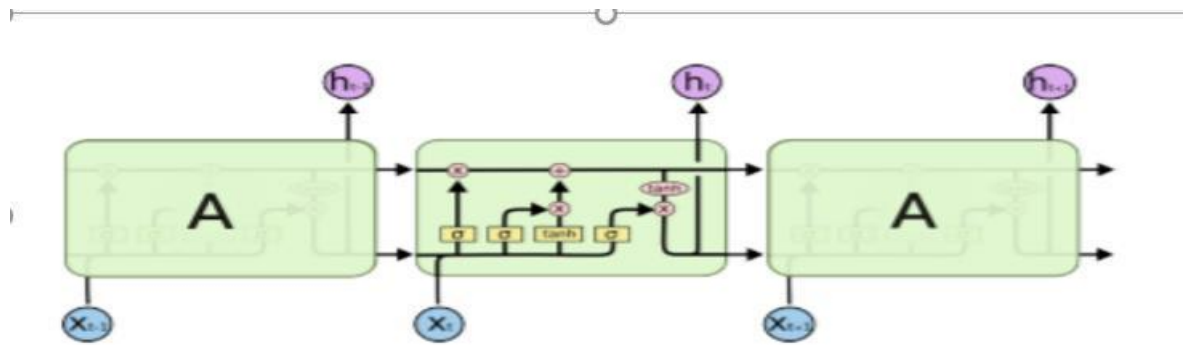 ht-1 ht ht+1
× + tanh
A × × A
σ σ tanh σ
xt-1 xt xt+1